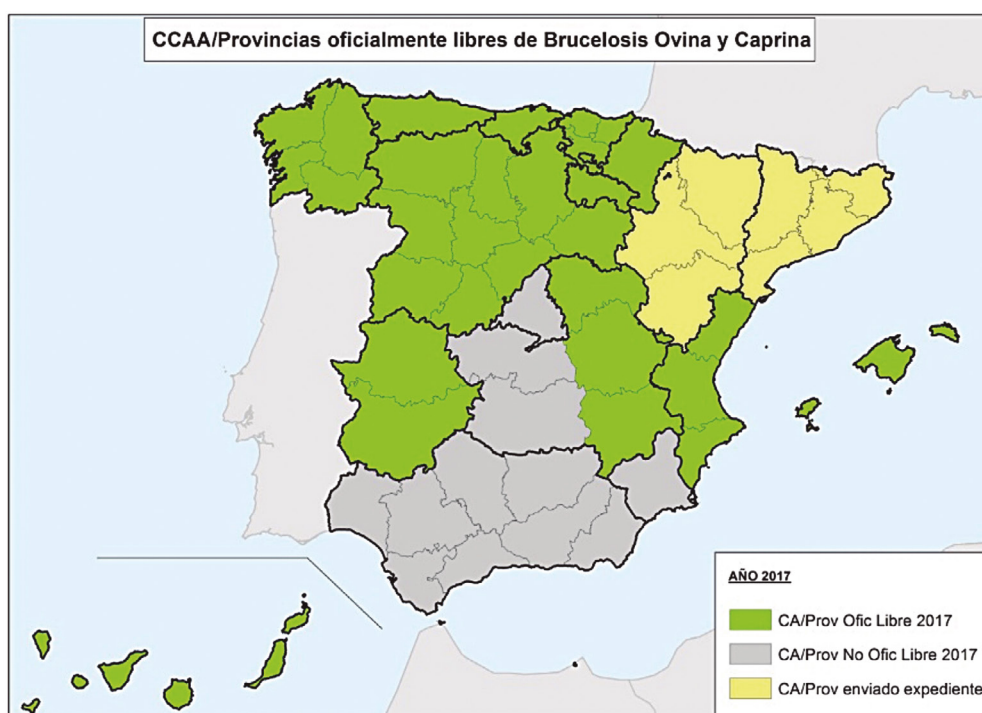 CCAA/Provincias oficialmente libres de Brucelosis Ovina y Caprina
AÑO 2017
CA/Prov Ofic Libre 2017
CA/Prov No Ofic Libre 2017
CA/Prov enviado expediente